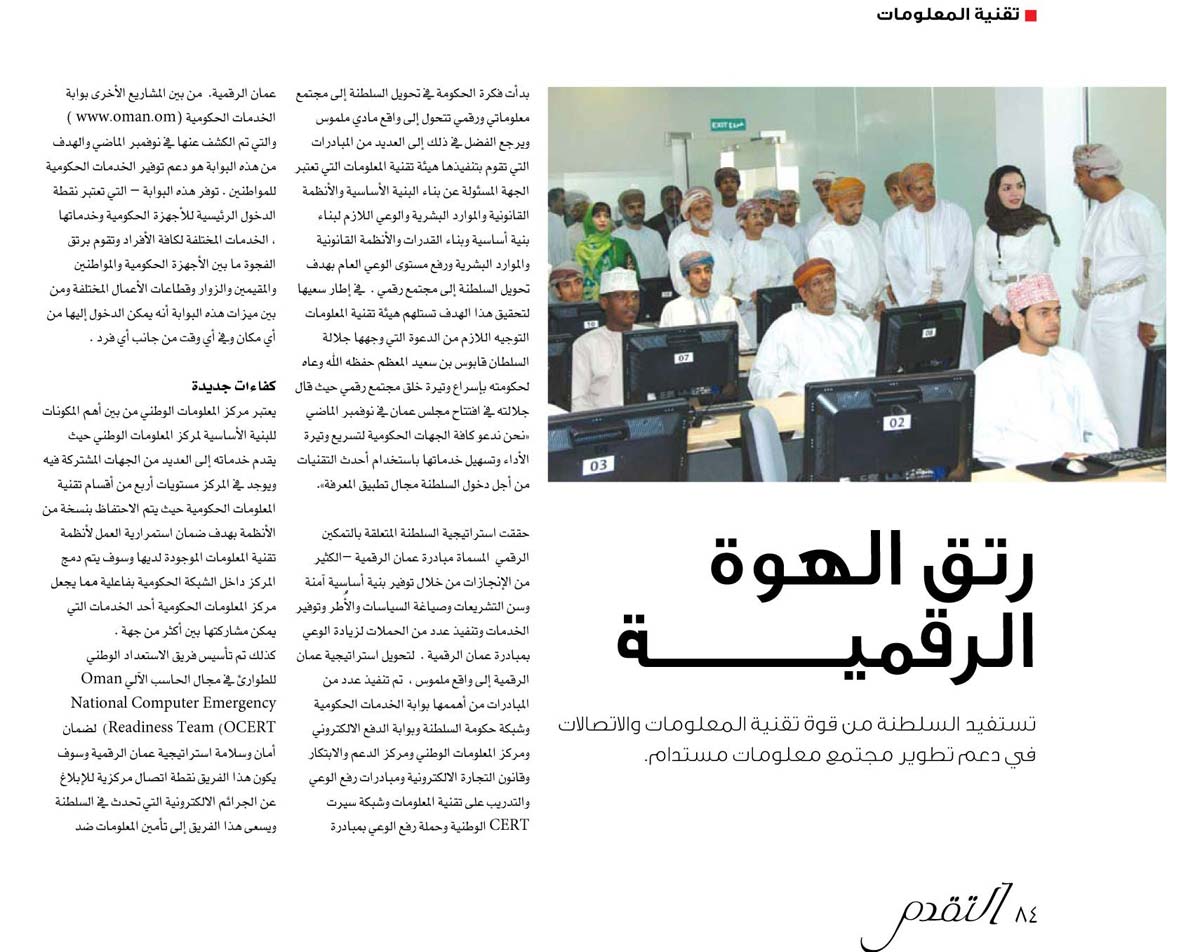 تقنية المعلومات
EXIT خروج
10
07
08
03
02
رتق الهوة
الرقميـــــــة
تستفيد السلطنة من قوة تقنية المعلومات والاتصالات
في دعم تطوير مجتمع معلومات مستدام.
بدأت فكرة الحكومة في تحويل السلطنة إلى مجتمع
معلوماتي ورقمي تتحول إلى واقع مادي ملموس
ويرجع الفضل في ذلك إلى العديد من المبادرات
التي تقوم بتنفيذها هيئة تقنية المعلومات التي تعتبر
الجهة المسئولة عن بناء البنية الأساسية والأنظمة
القانونية والموارد البشرية والوعي اللازم لبناء
بنية أساسية وبناء القدرات والأنظمة القانونية
والموارد البشرية ورفع مستوى الوعي العام بهدف
تحويل السلطنة إلى مجتمع رقمي . في إطار سعيها
لتحقيق هذا الهدف تستلهم هيئة تقنية المعلومات
التوجيه اللازم من الدعوة التي وجهها جلالة
السلطان قابوس بن سعيد المعظم حفظه الله وعاه
لحكومته بإسراع وتيرة خلق مجتمع رقمي حيث قال
جلالته في افتتاح مجلس عمان في نوفمبر الماضي
«نحن ندعو كافة الجهات الحكومية لتسريع وتيرة
الأداء وتسهيل خدماتها باستخدام أحدث التقنيات
من أجل دخول السلطنة مجال تطبيق المعرفة».
حققت استراتيجية السلطنة المتعلقة بالتمكين
الرقمي المسماة مبادرة عمان الرقمية –الكثير
من الإنجازات من خلال توفير بنية أساسية آمنة
وسن التشريعات وصياغة السياسات والأُطر وتوفير
الخدمات وتنفيذ عدد من الحملات لزيادة الوعي
بمبادرة عمان الرقمية . لتحويل استراتيجية عمان
الرقمية إلى واقع ملموس ، تم تنفيذ عدد من
المبادرات من أهممها بوابة الخدمات الحكومية
وشبكة حكومة السلطنة وبوابة الدفع الالكتروني
ومركز المعلومات الوطني ومركز الدعم والابتكار
وقانون التجارة الالكترونية ومبادرات رفع الوعي
والتدريب على تقنية المعلومات وشبكة سيرت
CERT الوطنية وحملة رفع الوعي بمبادرة
عمان الرقمية. من بين المشاريع الأخرى بوابة
الخدمات الحكومية (www.oman.om )
والتي تم الكشف عنها في نوفمبر الماضي والهدف
من هذه البوابة هو دعم توفير الخدمات الحكومية
للمواطنين . توفر هذه البوابة – التي تعتبر نقطة
الدخول الرئيسية للأجهزة الحكومية وخدماتها
، الخدمات المختلفة لكافة الأفراد وتقوم برتق
الفجوة ما بين الأجهزة الحكومية والمواطنين
والمقيمين والزوار وقطاعات الأعمال المختلفة ومن
بين ميزات هذه البوابة أنه يمكن الدخول إليها من
أي مكان وفي أي وقت من جانب أي فرد .
كفاءات جديدة
يعتبر مركز المعلومات الوطني من بين أهم المكونات
للبنية الأساسية لمركز المعلومات الوطني حيث
يقدم خدماته إلى العديد من الجهات المشتركة فيه
ويوجد في المركز مستويات أربع من أقسام تقنية
المعلومات الحكومية حيث يتم الاحتفاظ بنسخة من
الأنظمة بهدف ضمان استمرارية العمل لأنظمة
تقنية المعلومات الموجودة لديها وسوف يتم دمج
المركز داخل الشبكة الحكومية بفاعلية مما يجعل
مركز المعلومات الحكومية أحد الخدمات التي
يمكن مشاركتها بين أكثر من جهة .
كذلك تم تأسيس فريق الاستعداد الوطني
للطوارئ في مجال الحاسب الآلي Oman
National Computer Emergency
Readiness Team (OCERT) لضمان
أمان وسلامة استراتيجية عمان الرقمية وسوف
يكون هذا الفريق نقطة اتصال مركزية للإبلاغ
عن الجرائم الالكترونية التي تحدث في السلطنة
ويسعى هذا الفريق إلى تأمين المعلومات ضد
٨٤ التقدم